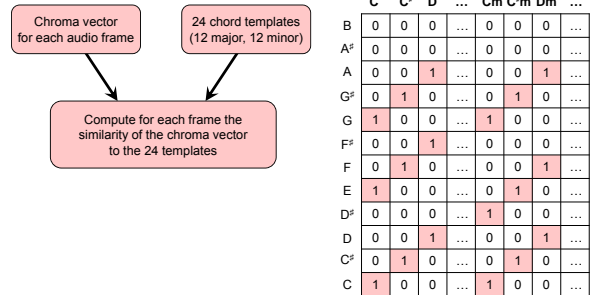 Chroma vector
for each audio frame
24 chord templates
(12 major, 12 minor)
Compute for each frame the
similarity of the chroma vector
to the 24 templates
C C♯ D … Cm C♯m Dm …
B 0 0 0 … 0 0 0 …
A♯ 0 0 0 … 0 0 0 …
A 0 0 1 … 0 0 1 …
G♯ 0 1 0 … 0 1 0 …
G 1 0 0 … 1 0 0 …
F♯ 0 0 1 … 0 0 0 …
F 0 1 0 … 0 0 1 …
E 1 0 0 … 0 1 0 …
D♯ 0 0 0 … 1 0 0 …
D 0 0 1 … 0 0 1 …
C♯ 0 1 0 … 0 1 0 …
C 1 0 0 … 1 0 0 …